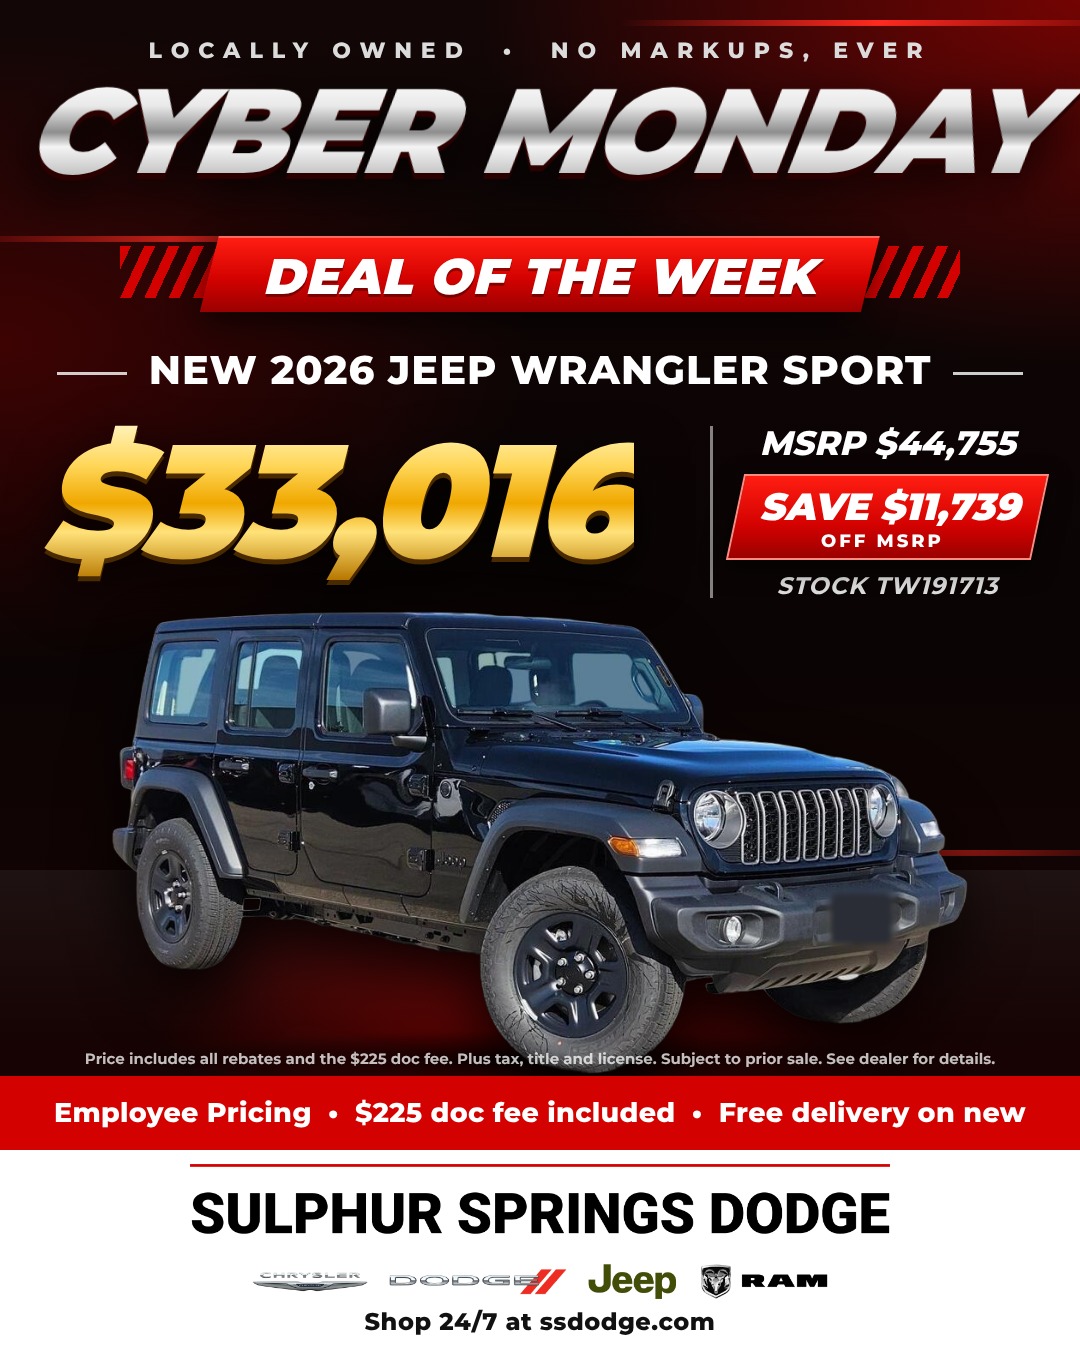 LOCALLY OWNED • NO MARKUPS, EVER
CYBER MONDAY
DEAL OF THE WEEK
NEW 2026 JEEP WRANGLER SPORT
$33,016
MSRP $44,755
SAVE $11,739
OFF MSRP
STOCK TW191713
Price includes all rebates and the $225 doc fee. Plus tax, title and license. Subject to prior sale. See dealer for details.
Employee Pricing • $225 doc fee included • Free delivery on new
SULPHUR SPRINGS DODGE
CHRYSLER DODGE Jeep RAM
Shop 24/7 at ssdodge.com